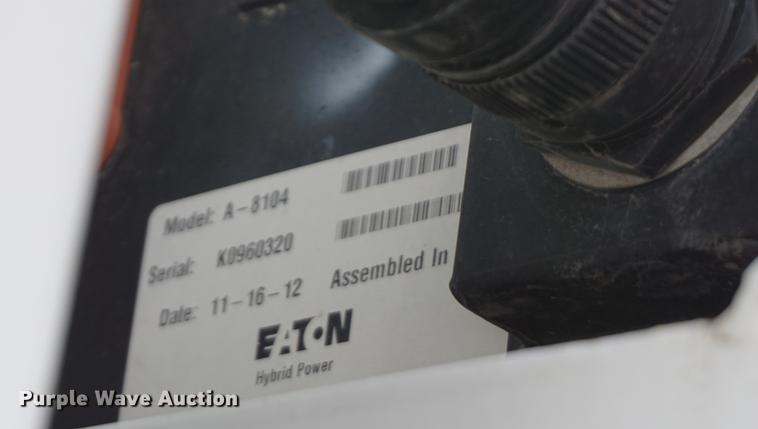 Model: A-8104
Serial: K0960320
Date: 11-16-12 Assembled In
EATON
Hybrid Power
Purple Wave Auction